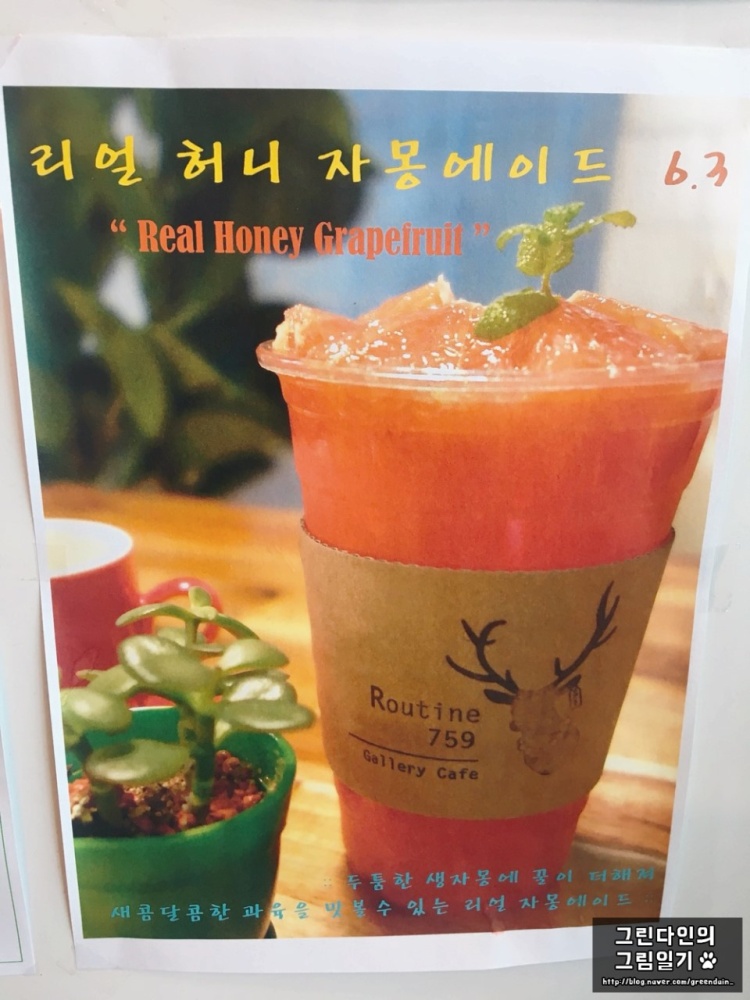 리얼 허니 자몽에이드 6.3
“ Real Honey Grapefruit ”
Routine
759
Gallery Cafe
:: 두툼한 생자몽에 꿀이 더해져
새콤달콤한 과육을 맛볼수 있는 리얼 자몽에이드
그린다인의
그림일기
http://blog.naver.com/greendain_